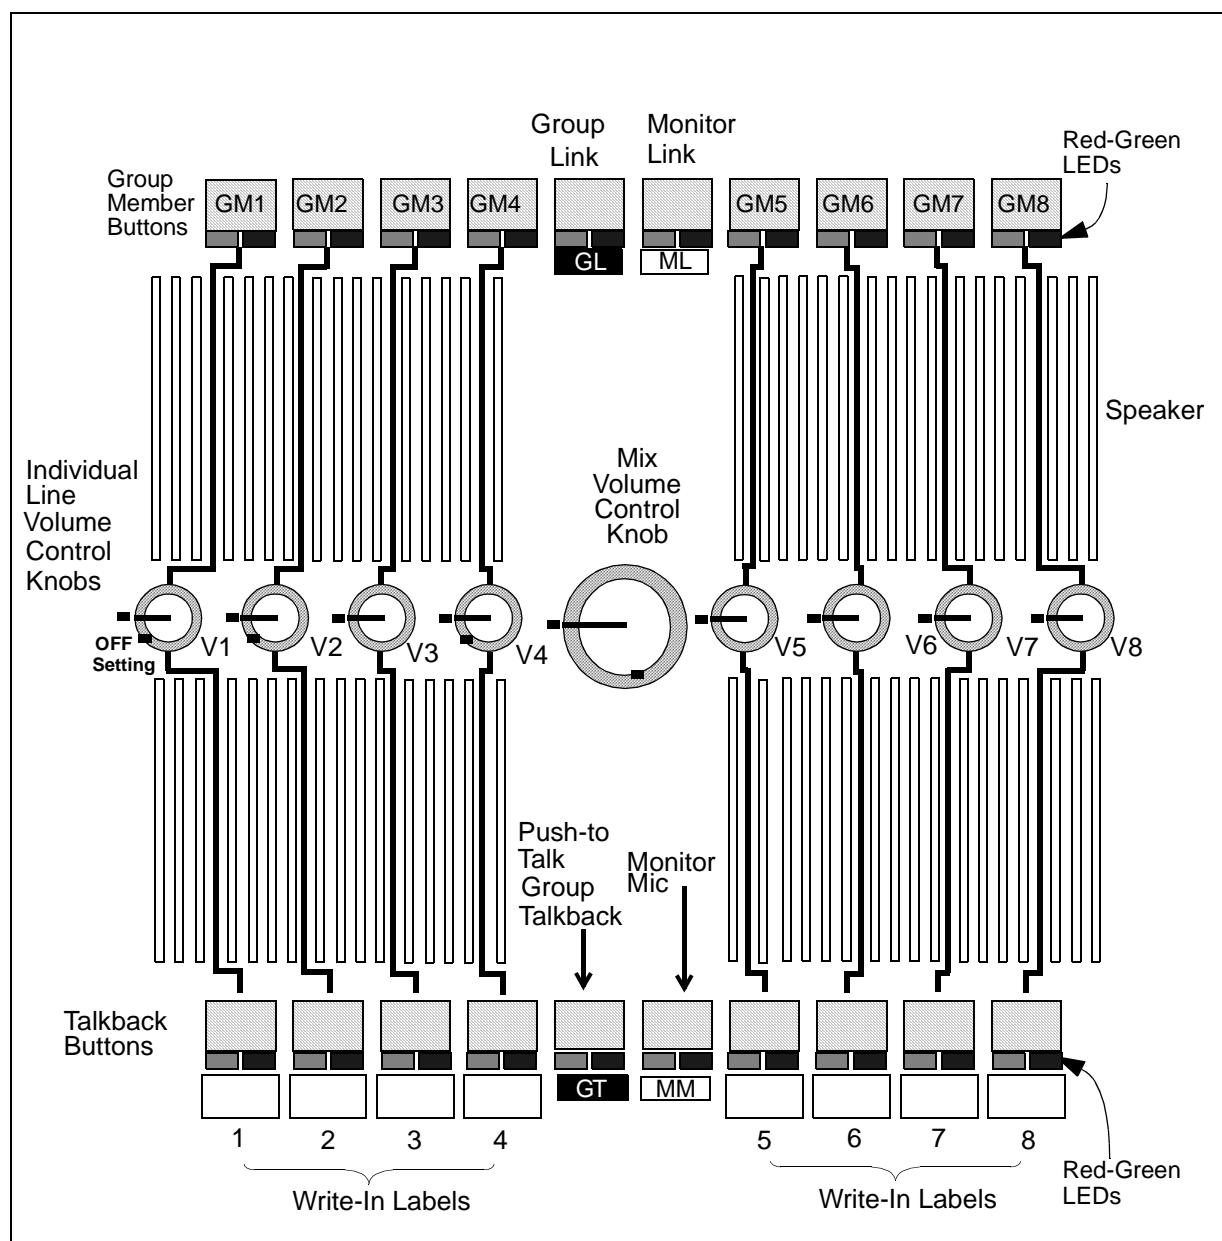 Group
Link
Monitor
Link
Red-Green
LEDs
Group
Member
Buttons
GM1
GM2
GM3
GM4
GM5
GM6
GM7
GM8
GL
ML
Speaker
Individual
Line
Volume
Control
Knobs
Mix
Volume
Control
Knob
OFF
Setting
V1
V2
V3
V4
V5
V6
V7
V8
Push-to
Talk
Group
Talkback
Monitor
Mic
Talkback
Buttons
GT
MM
1
2
3
4
5
6
7
8
Write-In Labels
Write-In Labels
Red-Green
LEDs